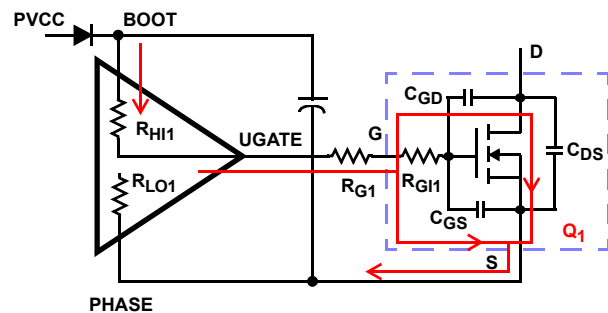 PVCC
BOOT
D
CGD
RHI1
UGATE
G
CDS
RLO1
RG1
RGI1
CGS
Q1
S
PHASE